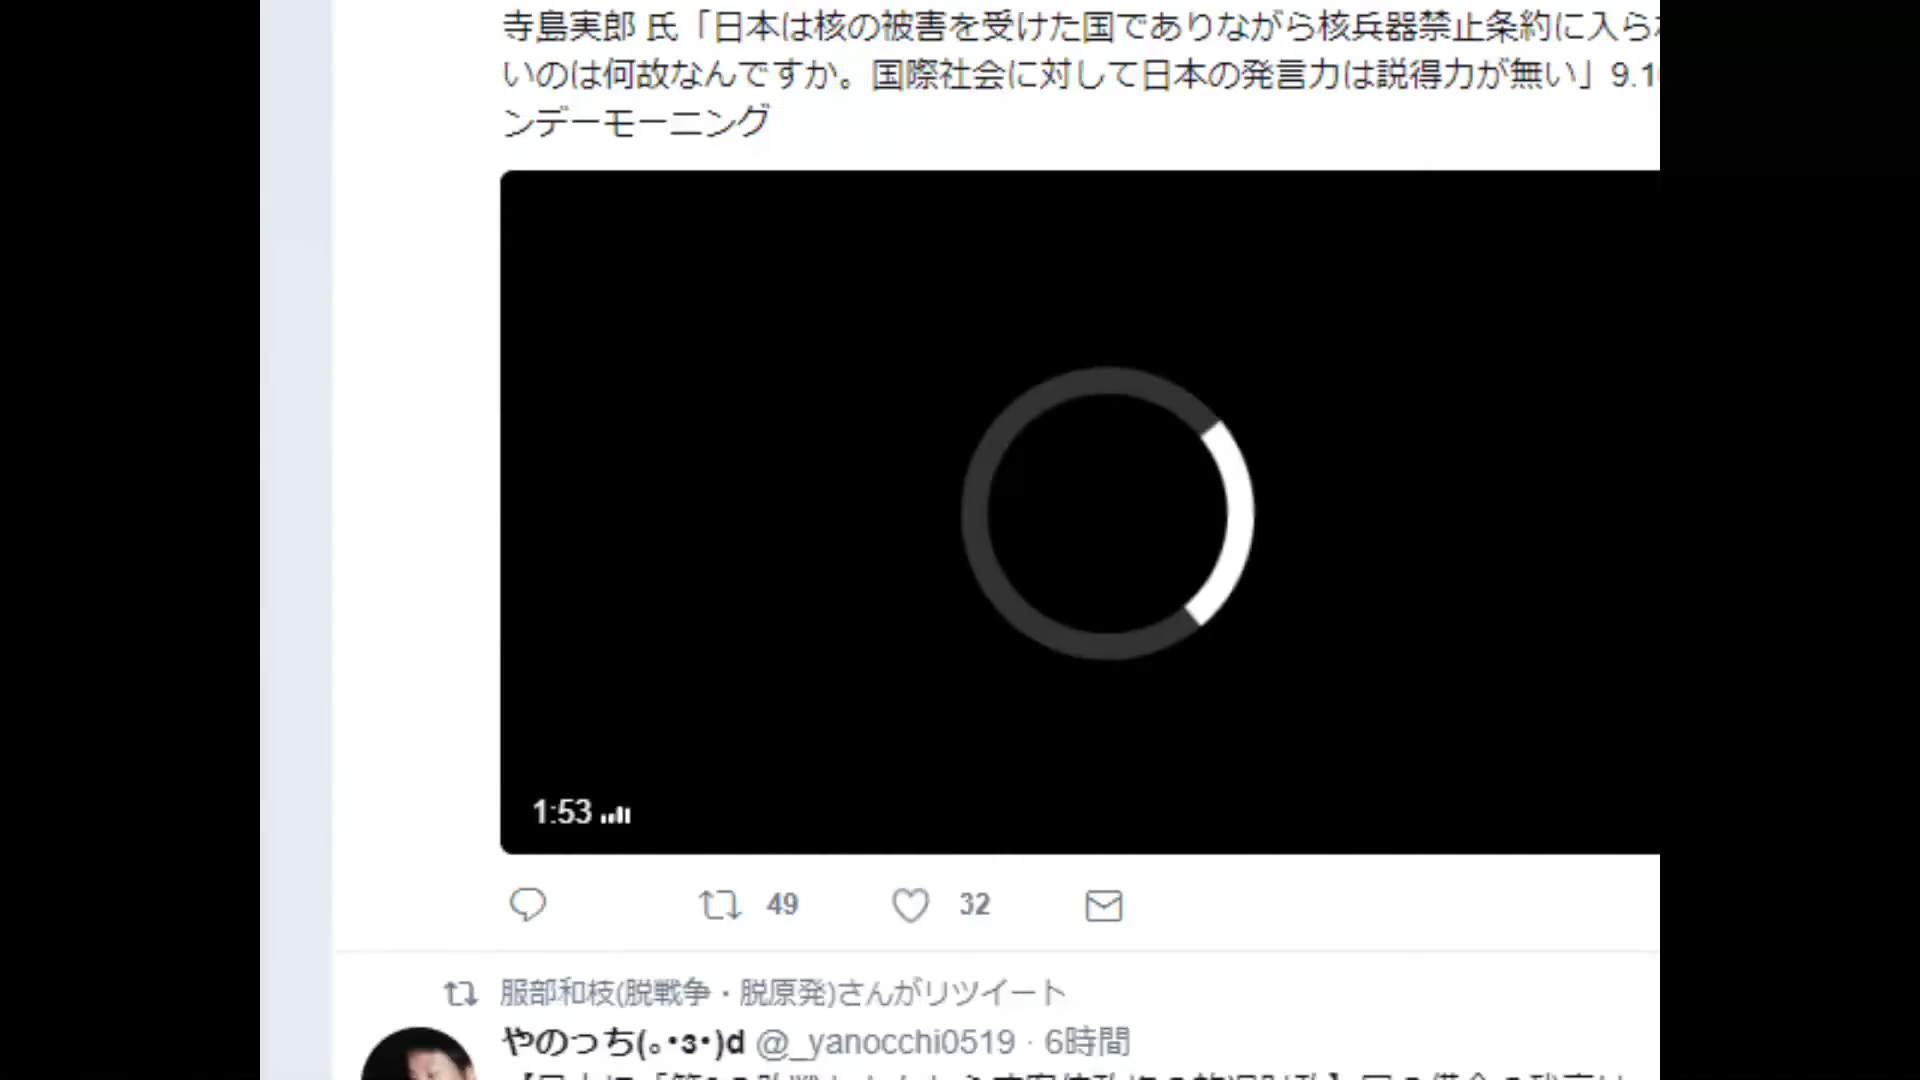 寺島実郎 氏「日本は核の被害を受けた国でありながら核兵器禁止条約に入ら
いのは何故なんですか。国際社会に対して日本の発言力は説得力が無い」9.1
ンデーモーニング
1:53
49
32
服部和枝(脱戦争・脱原発)さんがリツイート
やのっち(｡･з･)d @_yanocchi0519 · 6時間